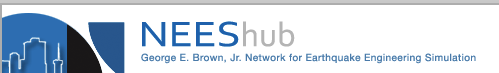 NEEShub
George E. Brown, Jr. Network for Earthquake Engineering Simulation